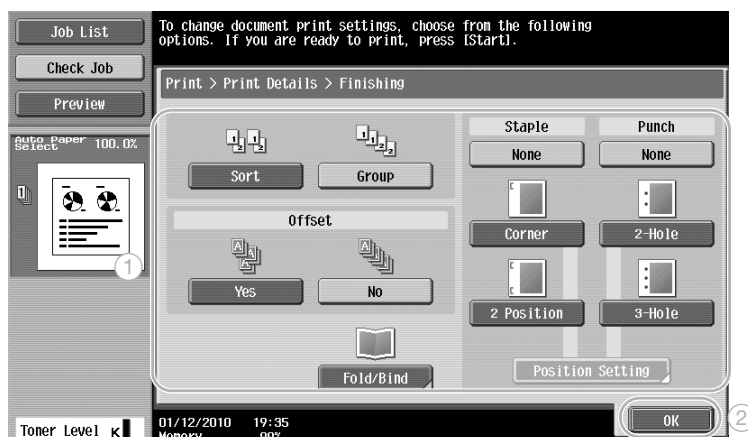 Job List
Check Job
Preview
Auto Paper Select 100.0%
1
To change document print settings, choose from the following
options. If you are ready to print, press [Start].
Print > Print Details > Finishing
Sort
Group
Offset
Yes
No
Fold/Bind
Staple
Punch
None
None
Corner
2-Hole
2 Position
3-Hole
Position Setting
OK
2
Toner Level K
01/12/2010 19:35
Memory 99%